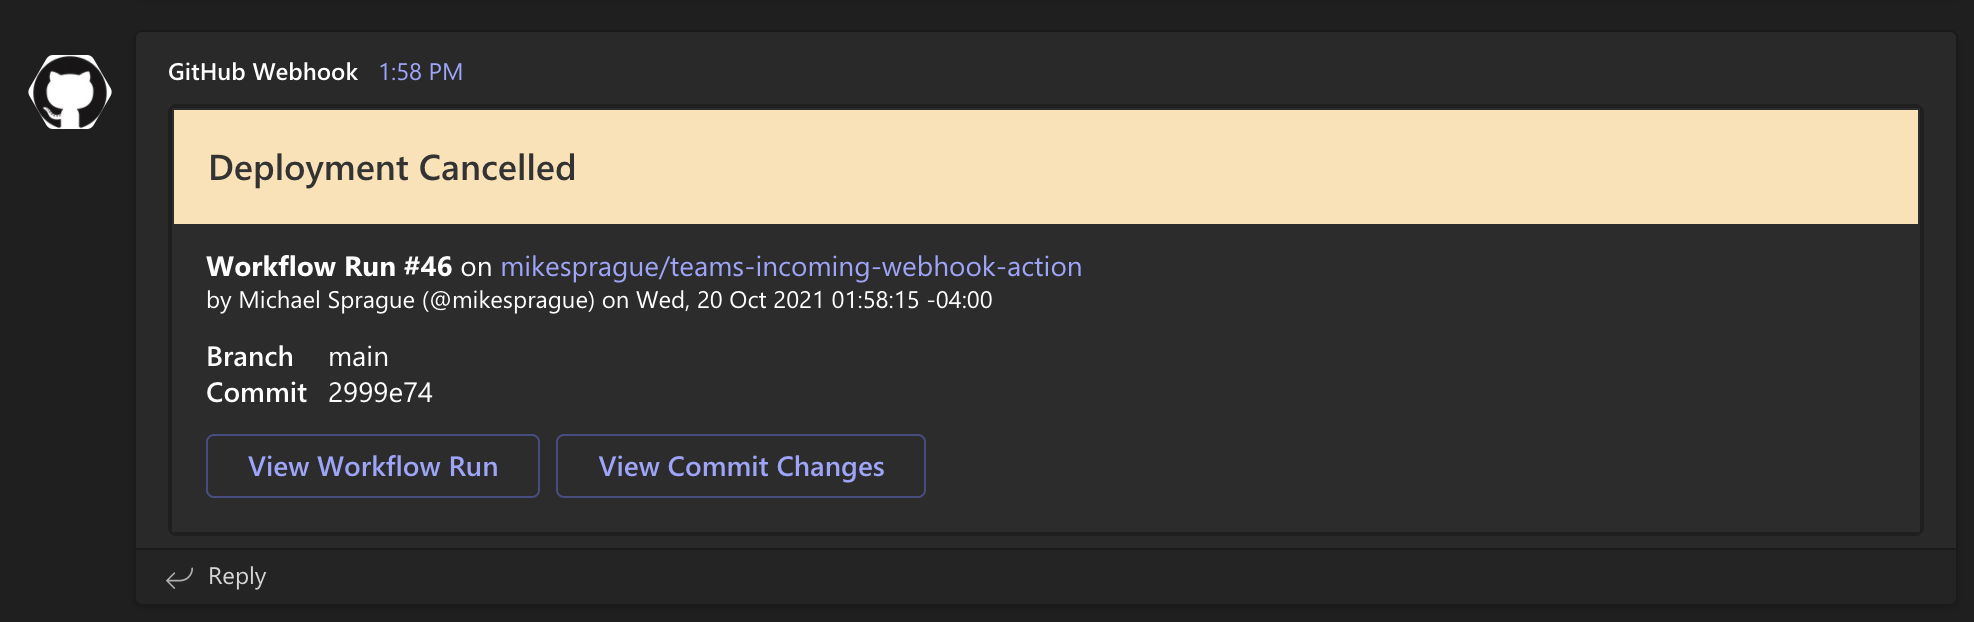 GitHub Webhook 1:58 PM
Deployment Cancelled
Workflow Run #46 on mikesprague/teams-incoming-webhook-action
by Michael Sprague (@mikesprague) on Wed, 20 Oct 2021 01:58:15 -04:00
Branch main
Commit 2999e74
View Workflow Run View Commit Changes
Reply